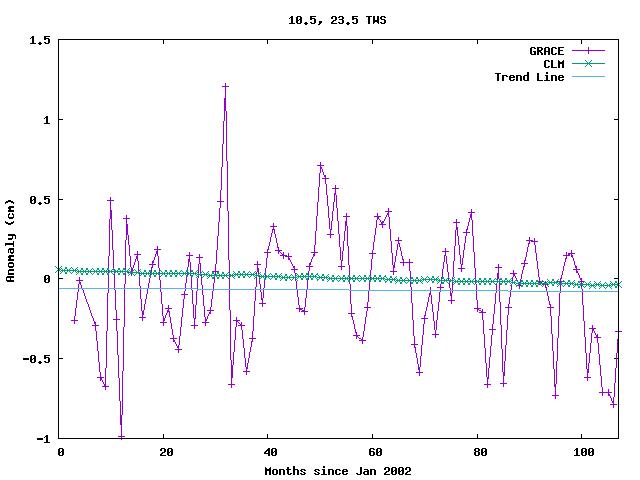 10.5, 23.5 TWS
GRACE
CLM
Trend Line
1.5
1
0.5
0
-0.5
-1
Anomaly (cm)
0 20 40 60 80 100
Months since Jan 2002